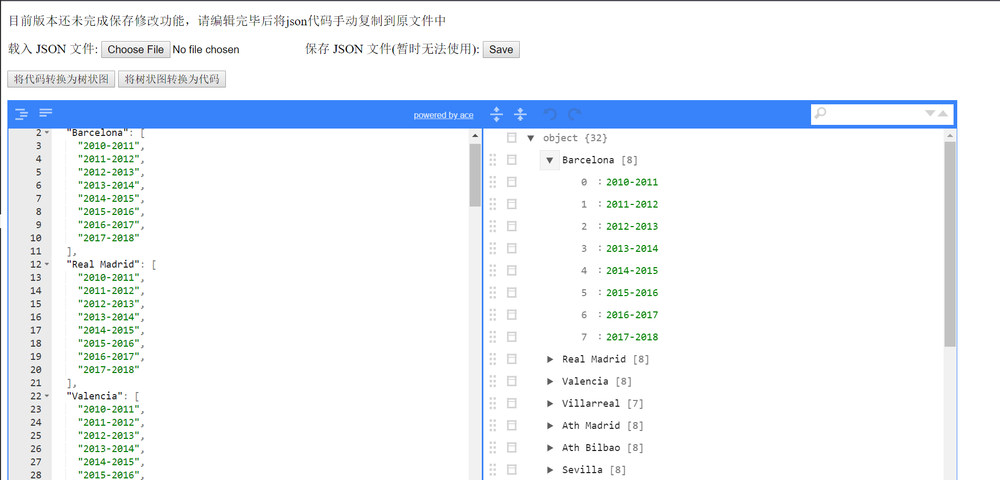 目前版本还未完成保存修改功能，请编辑完毕后将json代码手动复制到原文件中
载入 JSON 文件: Choose File No file chosen 保存 JSON 文件(暂时无法使用): Save
将代码转换为树状图 将树状图转换为代码
powered by ace
2 "Barcelona": [
3 "2010-2011",
4 "2011-2012",
5 "2012-2013",
6 "2013-2014",
7 "2014-2015",
8 "2015-2016",
9 "2016-2017",
10 "2017-2018"
11 ],
12 "Real Madrid": [
13 "2010-2011",
14 "2011-2012",
15 "2012-2013",
16 "2013-2014",
17 "2014-2015",
18 "2015-2016",
19 "2016-2017",
20 "2017-2018"
21 ],
22 "Valencia": [
23 "2010-2011",
24 "2011-2012",
25 "2012-2013",
26 "2013-2014",
27 "2014-2015",
28 "2015-2016",
object {32}
Barcelona [8]
0 : 2010-2011
1 : 2011-2012
2 : 2012-2013
3 : 2013-2014
4 : 2014-2015
5 : 2015-2016
6 : 2016-2017
7 : 2017-2018
Real Madrid [8]
Valencia [8]
Villarreal [7]
Ath Madrid [8]
Ath Bilbao [8]
Sevilla [8]